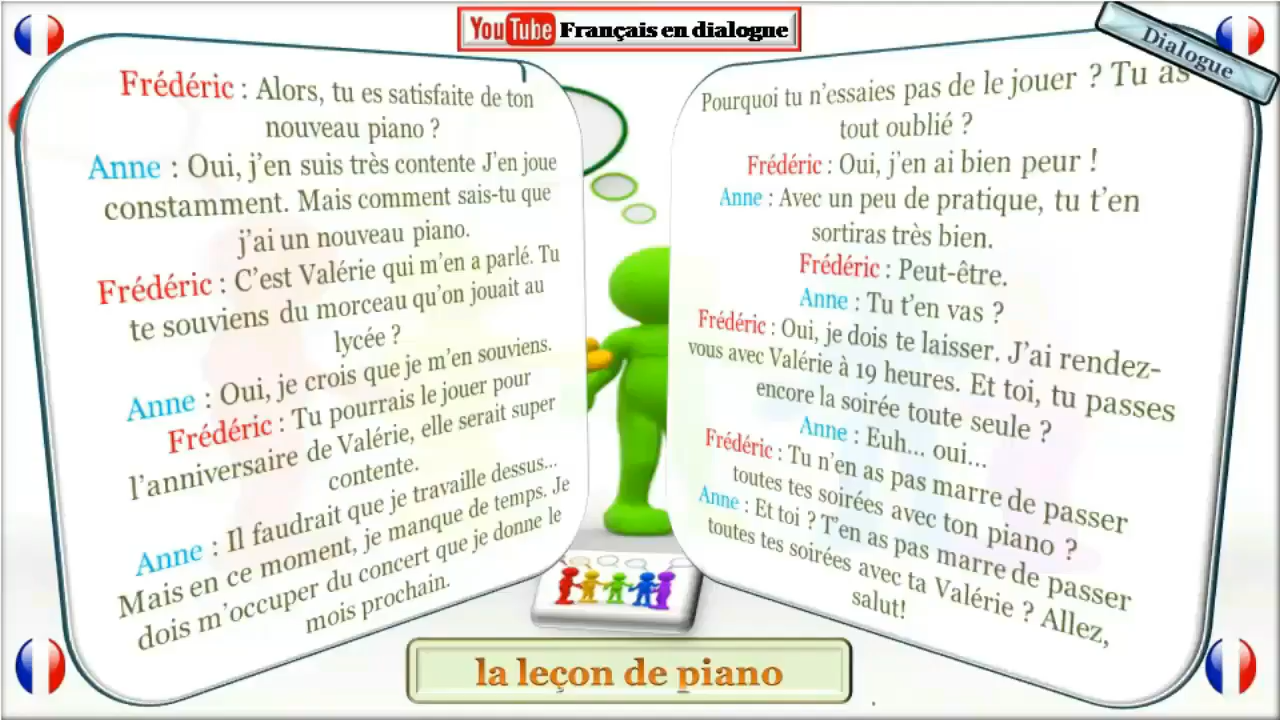 YouTube Français en dialogue
Dialogue
Frédéric : Alors, tu es satisfaite de ton
nouveau piano ?
Anne : Oui, j'en suis très contente J'en joue
constamment. Mais comment sais-tu que
j'ai un nouveau piano.
Frédéric : C'est Valérie qui m'en a parlé. Tu
te souviens du morceau qu'on jouait au
lycée ?
Anne : Oui, je crois que je m'en souviens.
Frédéric : Tu pourrais le jouer pour
l'anniversaire de Valérie, elle serait super
contente.
Anne : Il faudrait que je travaille dessus...
Mais en ce moment, je manque de temps. Je
dois m'occuper du concert que je donne le
mois prochain.
Pourquoi tu n'essaies pas de le jouer ? Tu as
tout oublié ?
Frédéric : Oui, j'en ai bien peur !
Anne : Avec un peu de pratique, tu t'en
sortiras très bien.
Frédéric : Peut-être.
Anne : Tu t'en vas ?
Frédéric : Oui, je dois te laisser. J'ai rendez-
vous avec Valérie à 19 heures. Et toi, tu passes
encore la soirée toute seule ?
Anne : Euh... oui...
Frédéric : Tu n'en as pas marre de passer
toutes tes soirées avec ton piano ?
Anne : Et toi ? T'en as pas marre de passer
toutes tes soirées avec ta Valérie ? Allez,
salut!
la leçon de piano